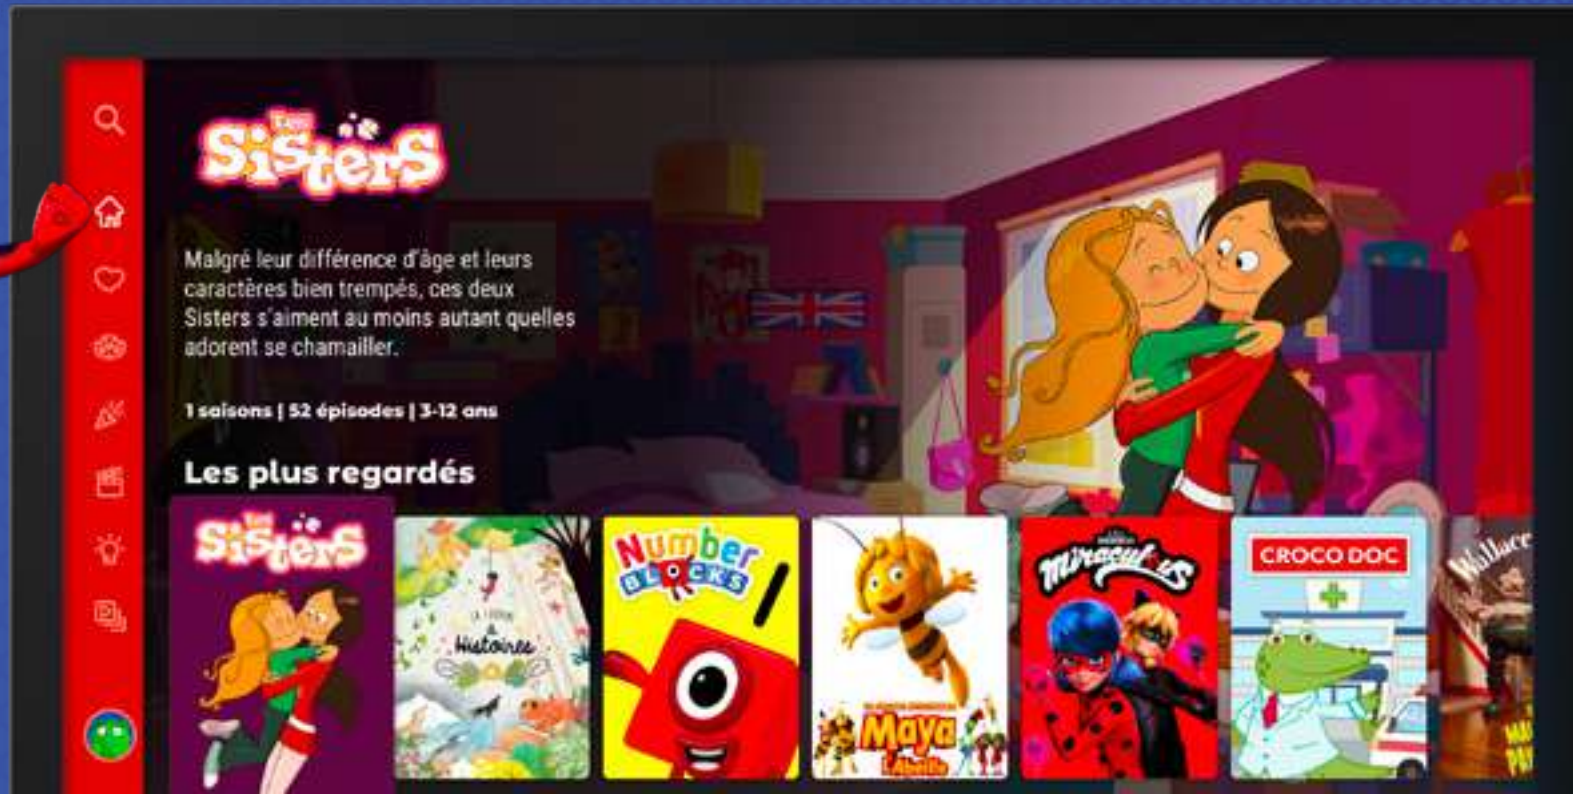 Les
Sisters
Malgré leur différence d'âge et leurs
caractères bien trempés, ces deux
Sisters s'aiment au moins autant quelles
adorent se chamailler.
1 saisons | 52 épisodes | 3-12 ans
Les plus regardés
Les
Sisters
Histoires
Number
BLOCKS
1
Maya
L'Abeille
Miraculous
CROCO DOC
Wallace